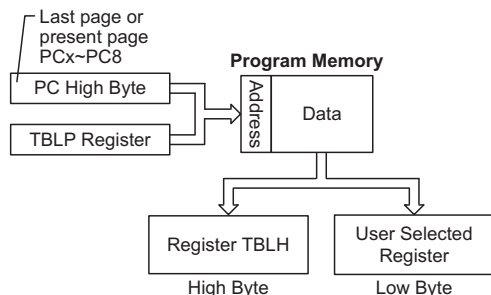 Last page or
present page
PCx~PC8
Program Memory
PC High Byte
Address
Data
TBLP Register
Register TBLH
User Selected
Register
High Byte
Low Byte